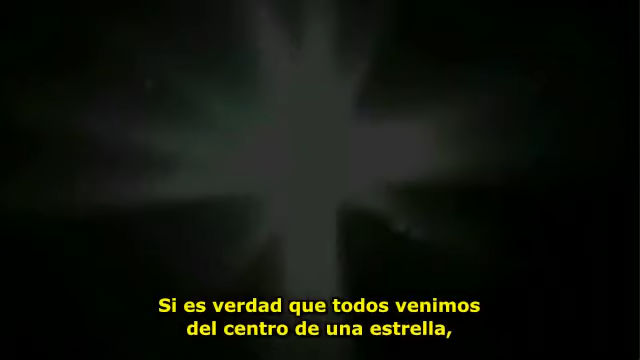 Si es verdad que todos venimos
del centro de una estrella,